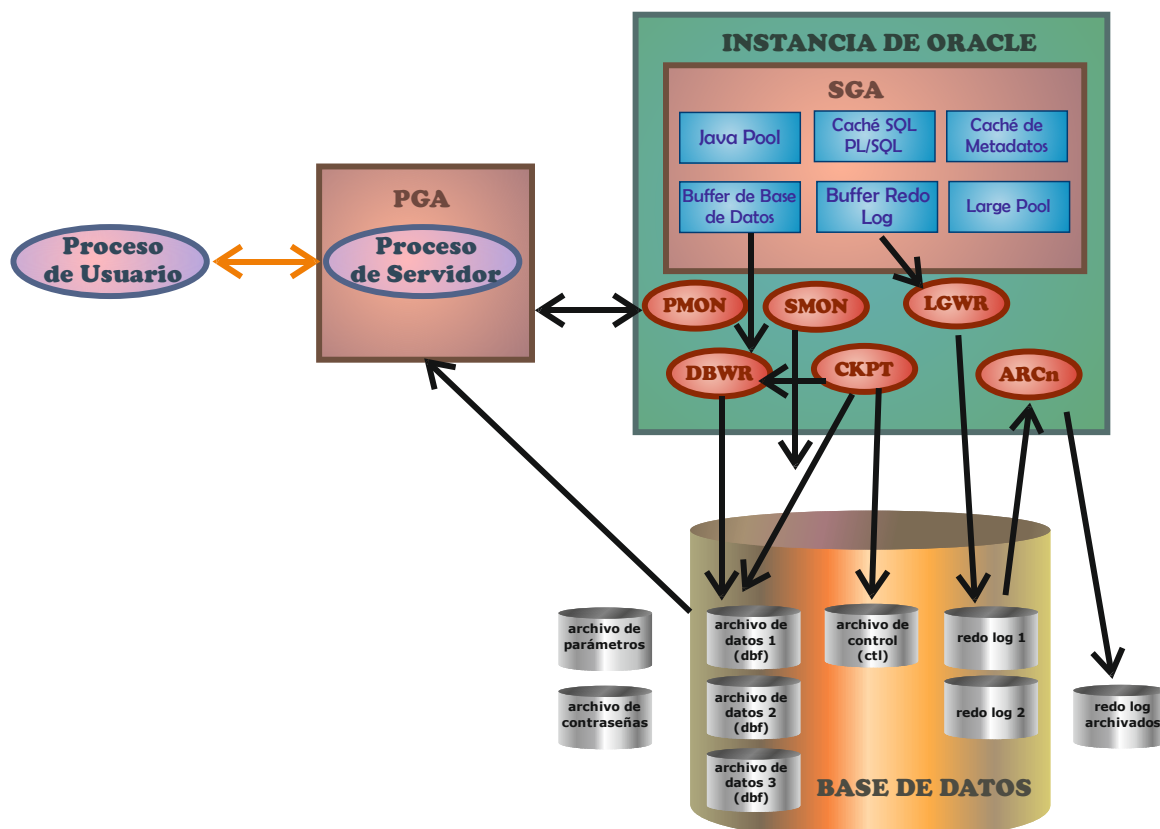 INSTANCIA DE ORACLE
SGA
Java Pool
Caché SQL
PL/SQL
Caché de
Metadatos
Buffer de Base
de Datos
Buffer Redo
Log
Large Pool
PGA
Proceso
de Usuario
Proceso
de Servidor
PMON
SMON
LGWR
DBWR
CKPT
ARCn
archivo de
parámetros
archivo de
contraseñas
archivo de
datos 1
(dbf)
archivo de
datos 2
(dbf)
archivo de
datos 3
(dbf)
archivo de
control
(ctl)
redo log 1
redo log 2
redo log
archivados
BASE DE DATOS